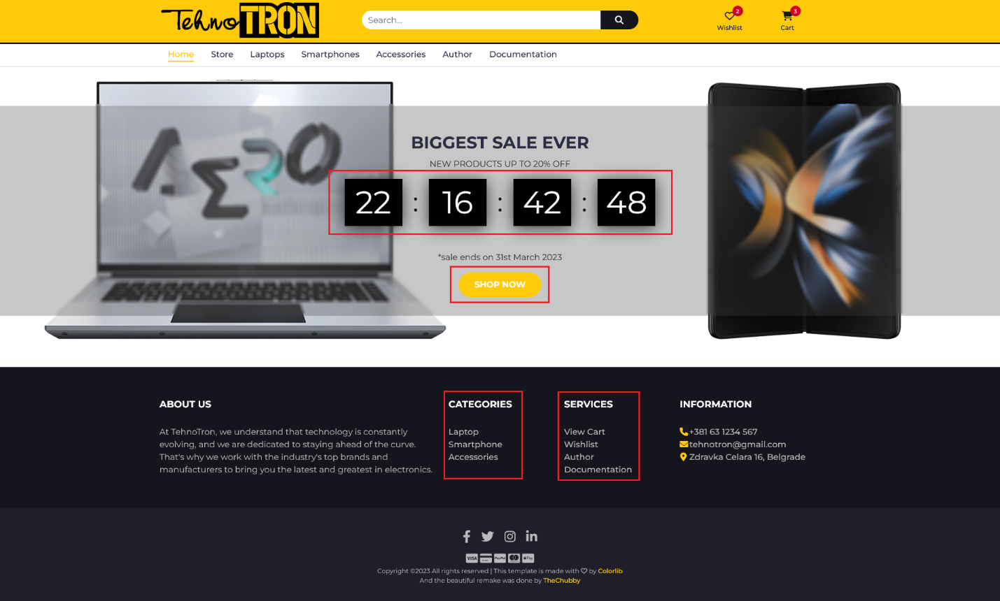 TehnoTRON
Search...
2
Wishlist
3
Cart
Home Store Laptops Smartphones Accessories Author Documentation
AERO
BIGGEST SALE EVER
NEW PRODUCTS UP TO 20% OFF
22 : 16 : 42 : 48
*sale ends on 31st March 2023
SHOP NOW
ABOUT US
At TehnoTron, we understand that technology is constantly
evolving, and we are dedicated to staying ahead of the curve.
That's why we work with the industry's top brands and
manufacturers to bring you the latest and greatest in electronics.
CATEGORIES
Laptop
Smartphone
Accessories
SERVICES
View Cart
Wishlist
Author
Documentation
INFORMATION
+381 63 1234 567
tehnotron@gmail.com
Zdravka Celara 16, Belgrade
VISA PayPal Pay
Copyright ©2023 All rights reserved | This template is made with ♡ by Colorlib
And the beautiful remake was done by TheChubby